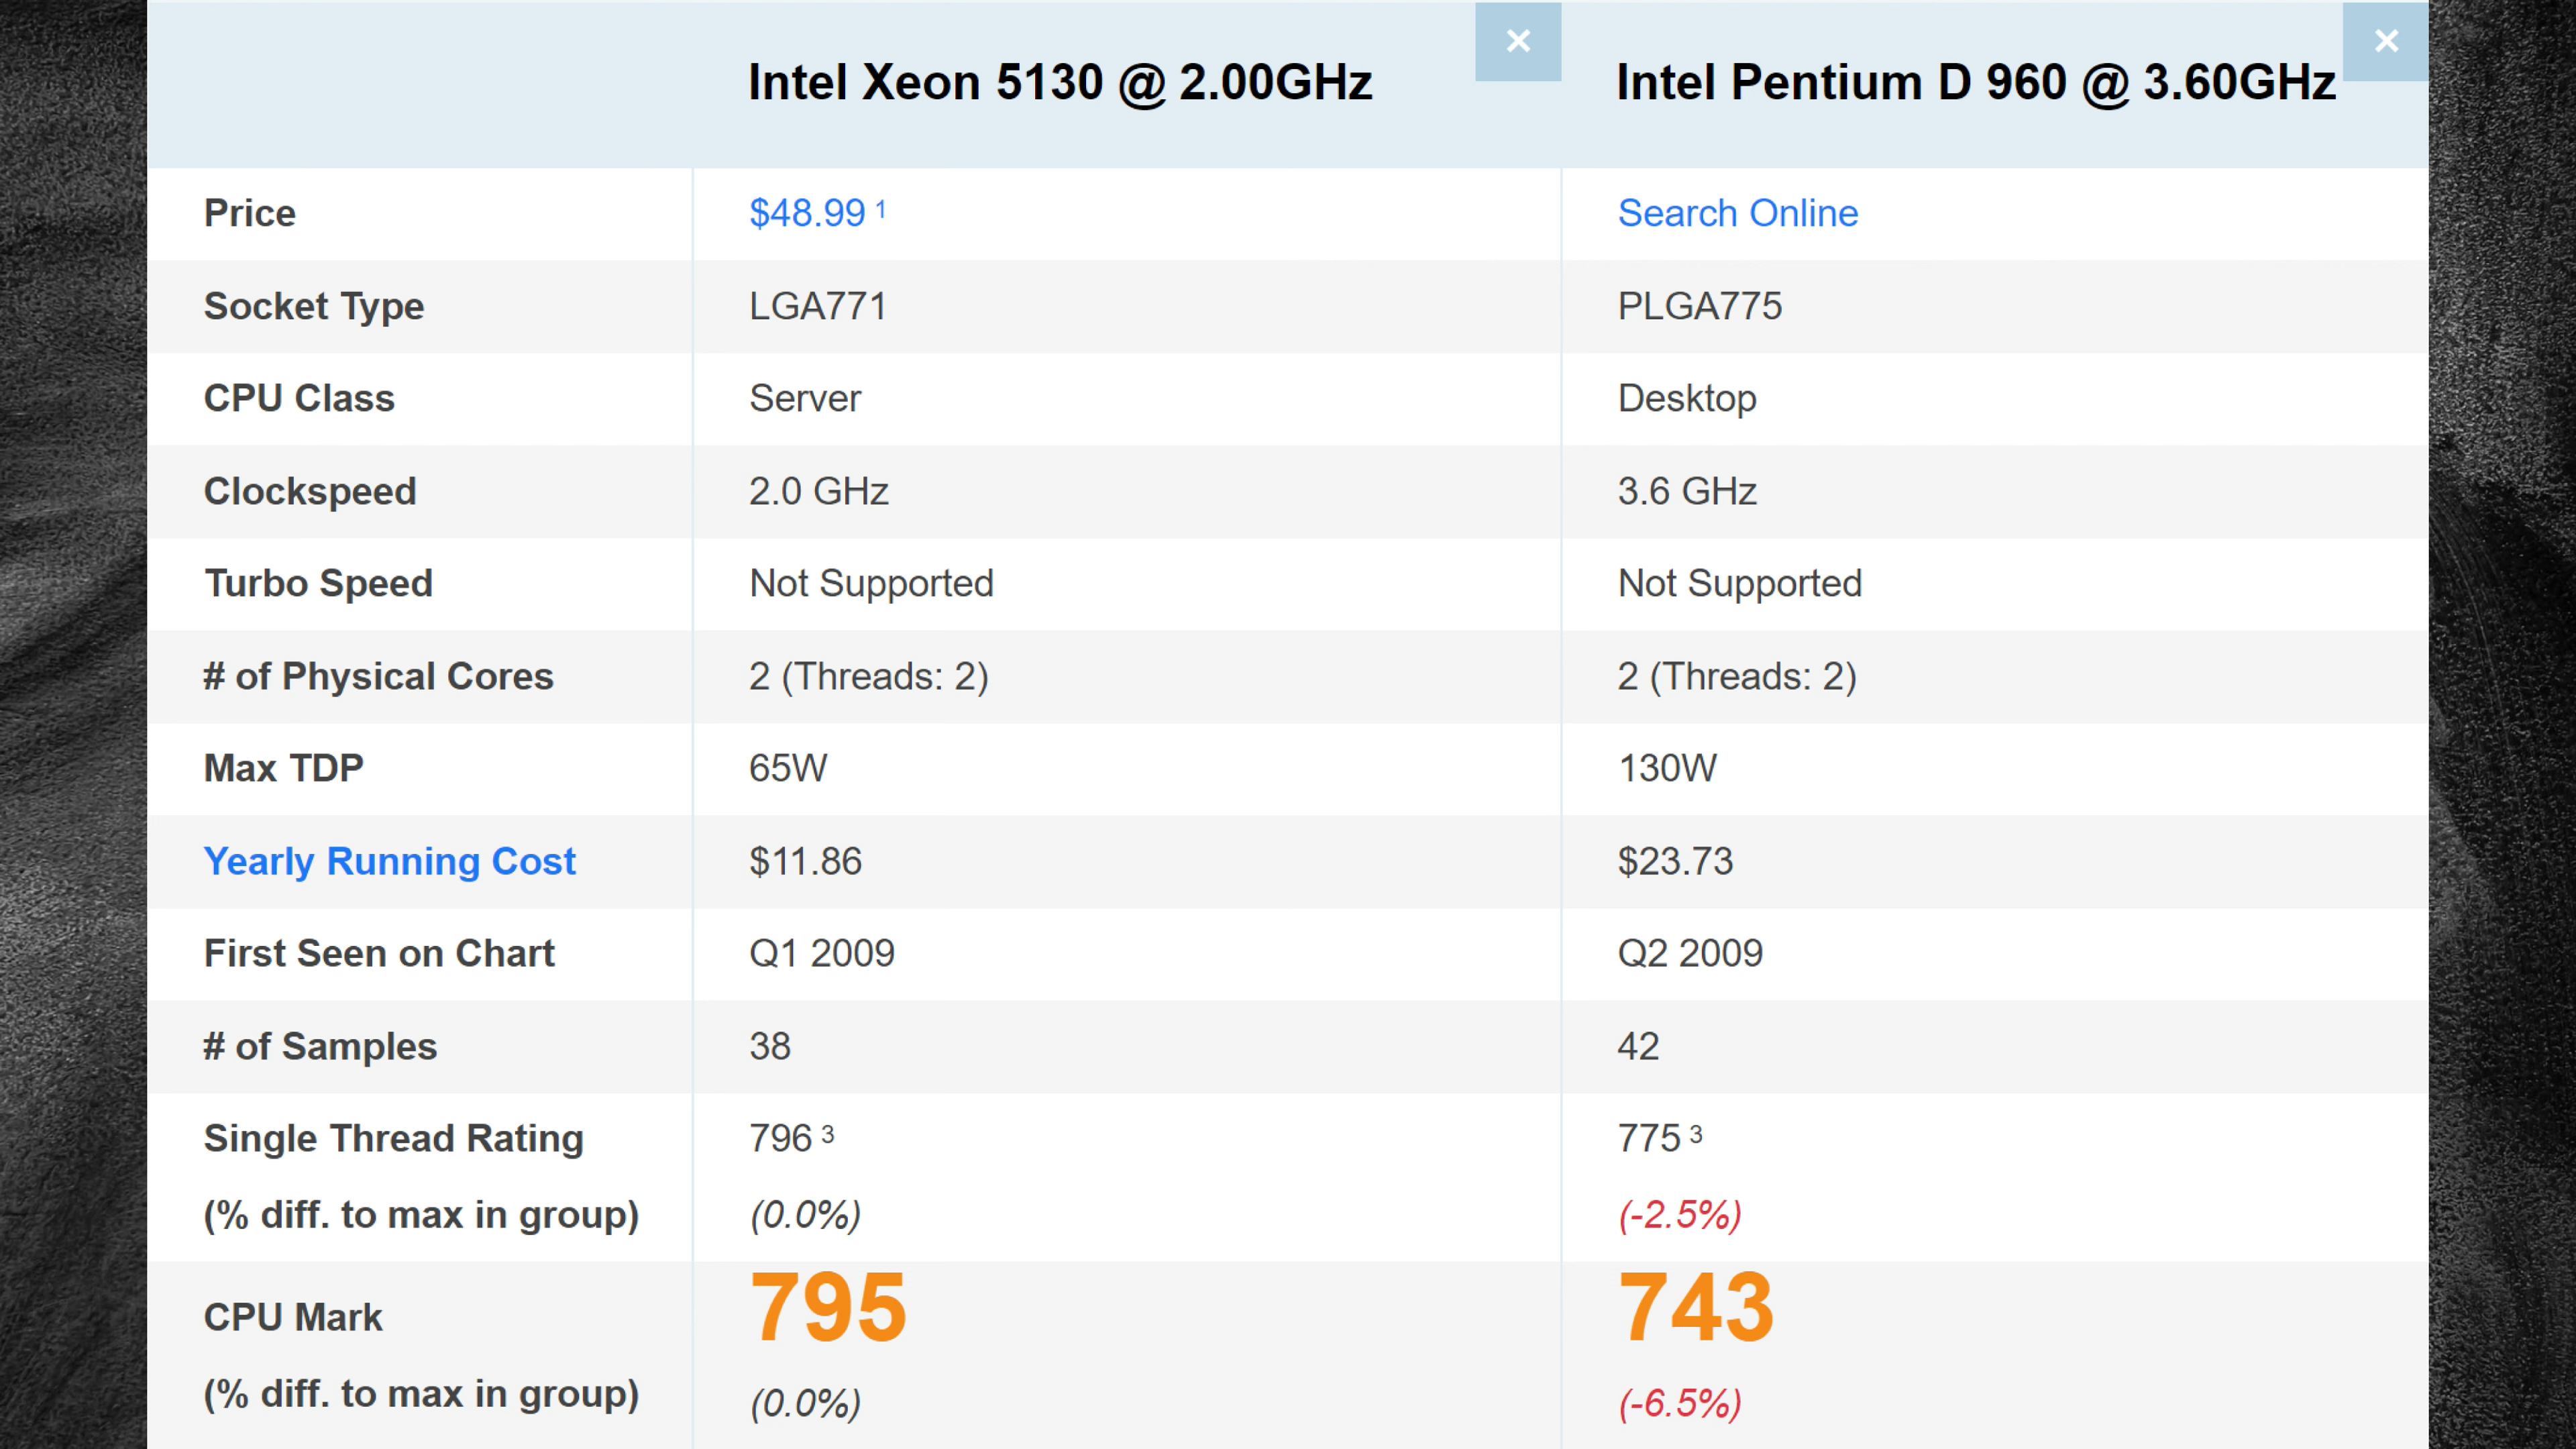 ×
×
Intel Xeon 5130 @ 2.00GHz
Intel Pentium D 960 @ 3.60GHz
Price
$48.99 1
Search Online
Socket Type
LGA771
PLGA775
CPU Class
Server
Desktop
Clockspeed
2.0 GHz
3.6 GHz
Turbo Speed
Not Supported
Not Supported
# of Physical Cores
2 (Threads: 2)
2 (Threads: 2)
Max TDP
65W
130W
Yearly Running Cost
$11.86
$23.73
First Seen on Chart
Q1 2009
Q2 2009
# of Samples
38
42
Single Thread Rating
796 3
775 3
(% diff. to max in group)
(0.0%)
(-2.5%)
CPU Mark
795
743
(% diff. to max in group)
(0.0%)
(-6.5%)